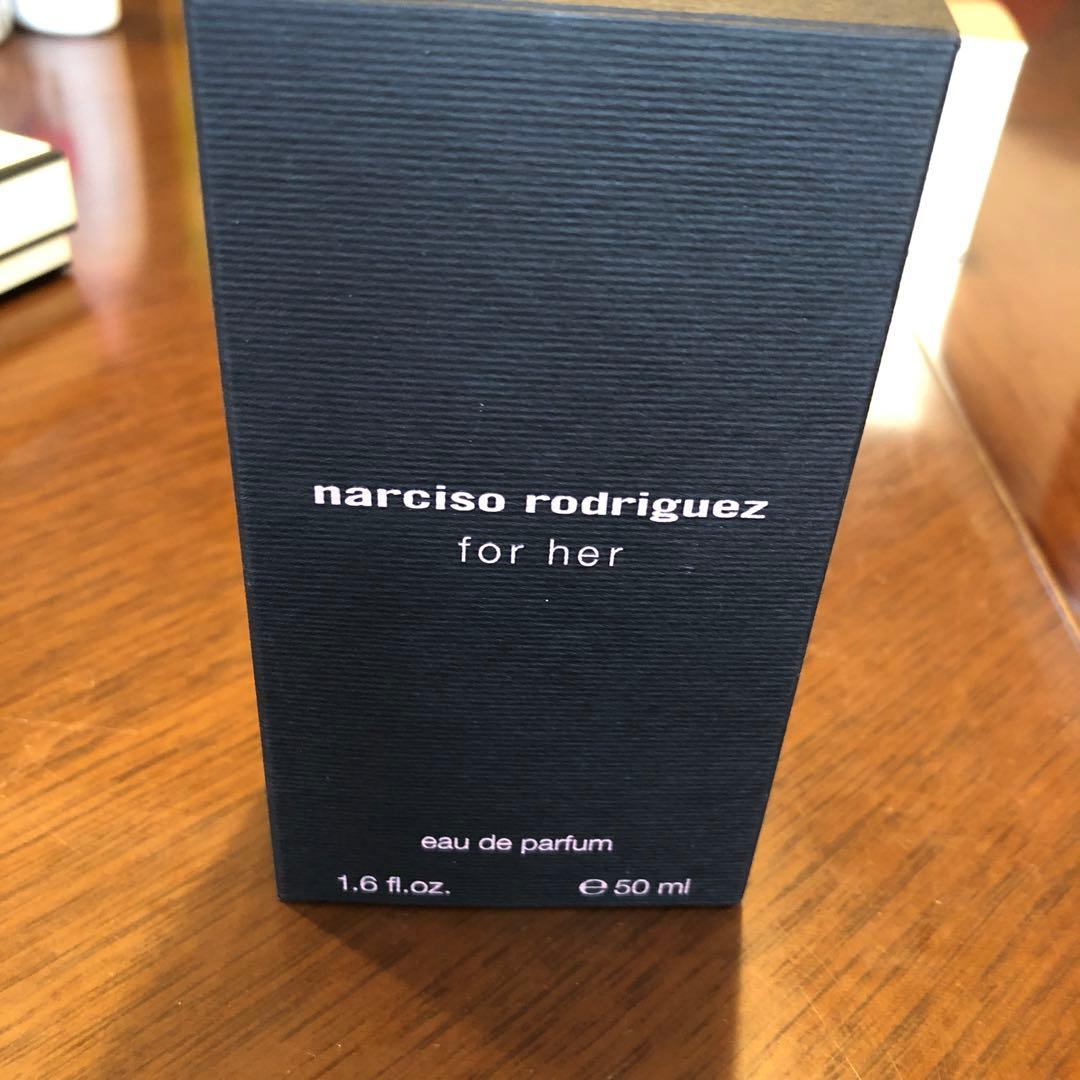 narciso rodriguez
for her
eau de parfum
1.6 fl.oz. ℮ 50 ml